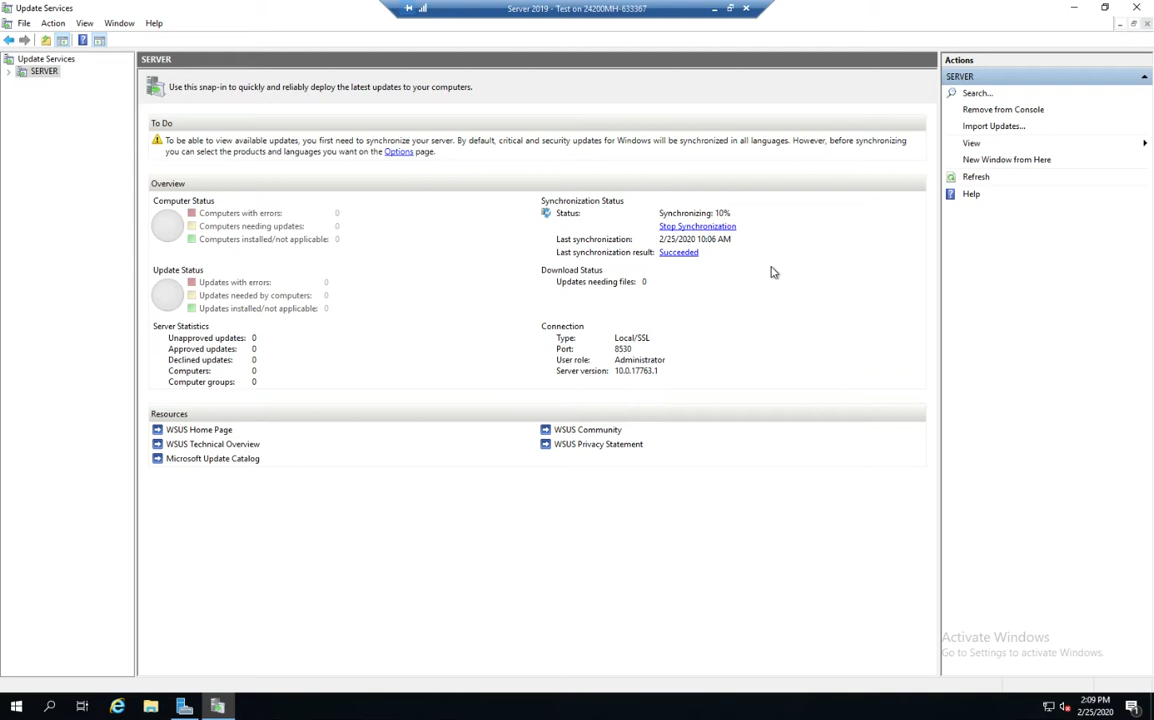 Update Services
Server 2019 - Test on 24200MH-633367
File Action View Window Help
Update Services
SERVER
SERVER
Use this snap-in to quickly and reliably deploy the latest updates to your computers.
To Do
To be able to view available updates, you first need to synchronize your server. By default, critical and security updates for Windows will be synchronized in all languages. However, before synchronizing
you can select the products and languages you want on the Options page.
Overview
Computer Status
Computers with errors: 0
Computers needing updates: 0
Computers installed/not applicable: 0
Update Status
Updates with errors: 0
Updates needed by computers: 0
Updates installed/not applicable: 0
Server Statistics
Unapproved updates: 0
Approved updates: 0
Declined updates: 0
Computers: 0
Computer groups: 0
Synchronization Status
Status: Synchronizing: 10%
Stop Synchronization
Last synchronization: 2/25/2020 10:06 AM
Last synchronization result: Succeeded
Download Status
Updates needing files: 0
Connection
Type: Local/SSL
Port: 8530
User role: Administrator
Server version: 10.0.17763.1
Resources
WSUS Home Page
WSUS Technical Overview
Microsoft Update Catalog
WSUS Community
WSUS Privacy Statement
Actions
SERVER
Search...
Remove from Console
Import Updates...
View
New Window from Here
Refresh
Help
Activate Windows
Go to Settings to activate Windows.
2:09 PM
2/25/2020
1